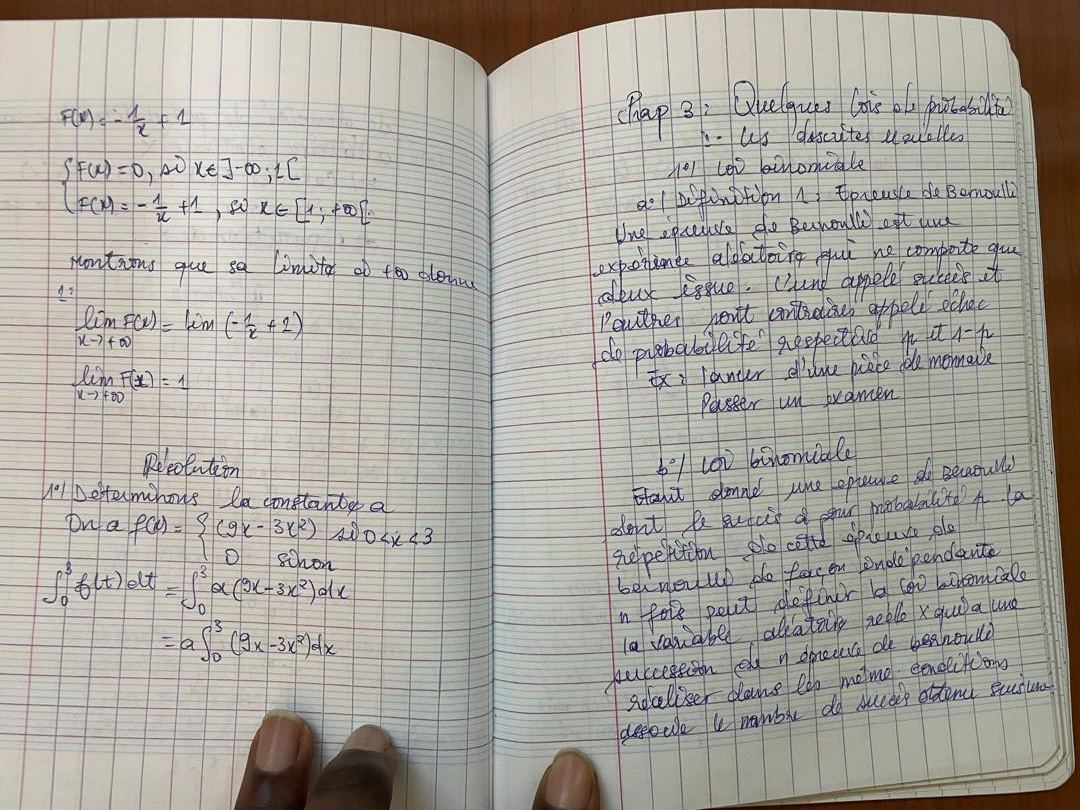 F(x) = -1/x + 1
{ F(x) = 0, si x ∈ ]-∞; 1[
F(x) = -1/x + 1, si x ∈ [1; +∞[.
Montrons que sa limite à +∞ donne
1:
lim F(x) = lim (-1/x + 1)
x→+∞
lim F(x) = 1
x→+∞
Résolution
1°/ Déterminons la constante a
On a f(x) = { (9x - 3x²) si 0<x<3
0 sinon
∫₀³ f(t) dt = ∫₀³ a(9x-3x²)dx
= a ∫₀³ (9x-3x²)dx
Chap 3: Quelques lois de probabilité
les discrètes usuelles
1°/ Loi binomiale
a°/ Définition 1: Epreuve de Bernoulli
Une épreuve de Bernoulli est une
expérience aléatoire qui ne comporte que
deux issue. L'une appelé succès et
l'autres sont contraires appelé échec
de probabilité respective p et 1-p
Ex: lancer d'une pièce de monnaie
Passer un examen
b°/ Loi binomiale
Etant donné une épreuve de Bernoulli
dont le succès a pour probabilité p la
répétition de cette épreuve de
bernoulli de façon indépendante
n fois peut définir la loi binomiale
la variable aléatoire réelle X qui a une
succession de n épreuve de bernoulli
réaliser dans les même conditions
associe le nombre de succès obtenu